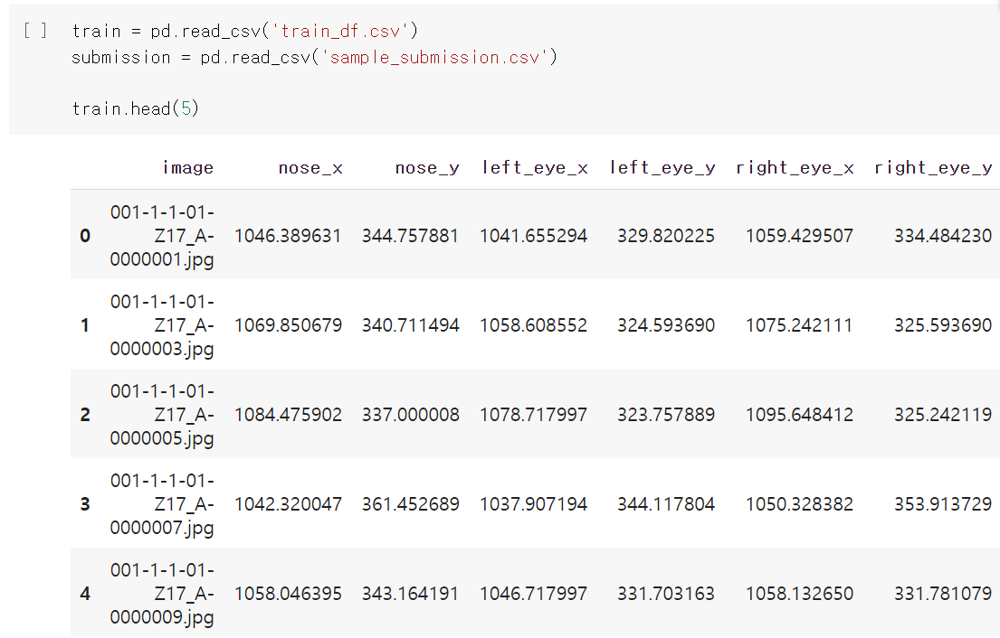 [ ] train = pd.read_csv('train_df.csv')
submission = pd.read_csv('sample_submission.csv')
train.head(5)
image nose_x nose_y left_eye_x left_eye_y right_eye_x right_eye_y
001-1-1-01-
0 Z17_A- 1046.389631 344.757881 1041.655294 329.820225 1059.429507 334.484230
0000001.jpg
001-1-1-01-
1 Z17_A- 1069.850679 340.711494 1058.608552 324.593690 1075.242111 325.593690
0000003.jpg
001-1-1-01-
2 Z17_A- 1084.475902 337.000008 1078.717997 323.757889 1095.648412 325.242119
0000005.jpg
001-1-1-01-
3 Z17_A- 1042.320047 361.452689 1037.907194 344.117804 1050.328382 353.913729
0000007.jpg
001-1-1-01-
4 Z17_A- 1058.046395 343.164191 1046.717997 331.703163 1058.132650 331.781079
0000009.jpg